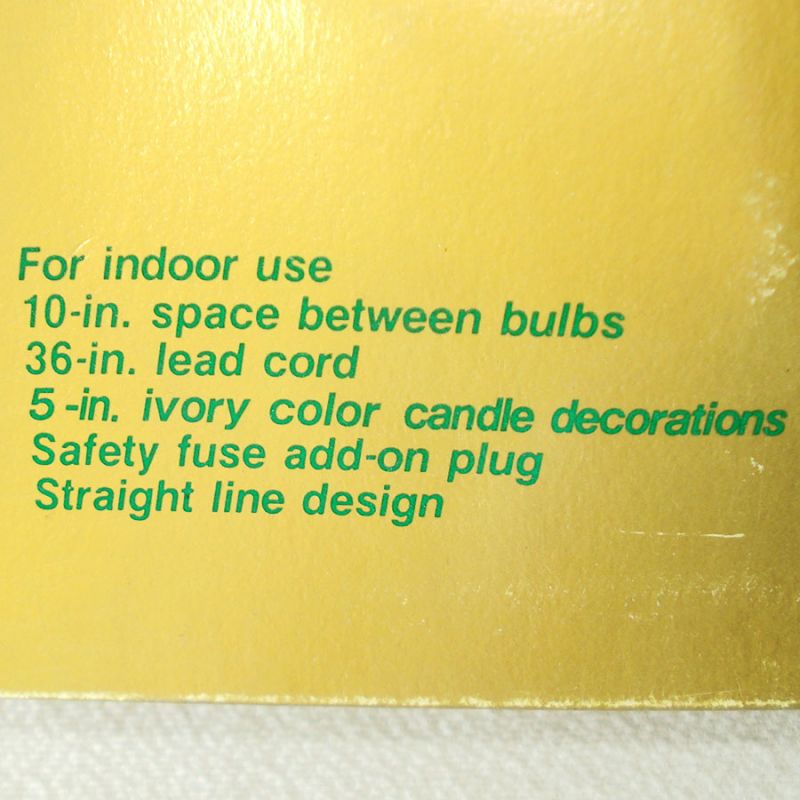 For indoor use
10-in. space between bulbs
36-in. lead cord
5-in. ivory color candle decorations
Safety fuse add-on plug
Straight line design